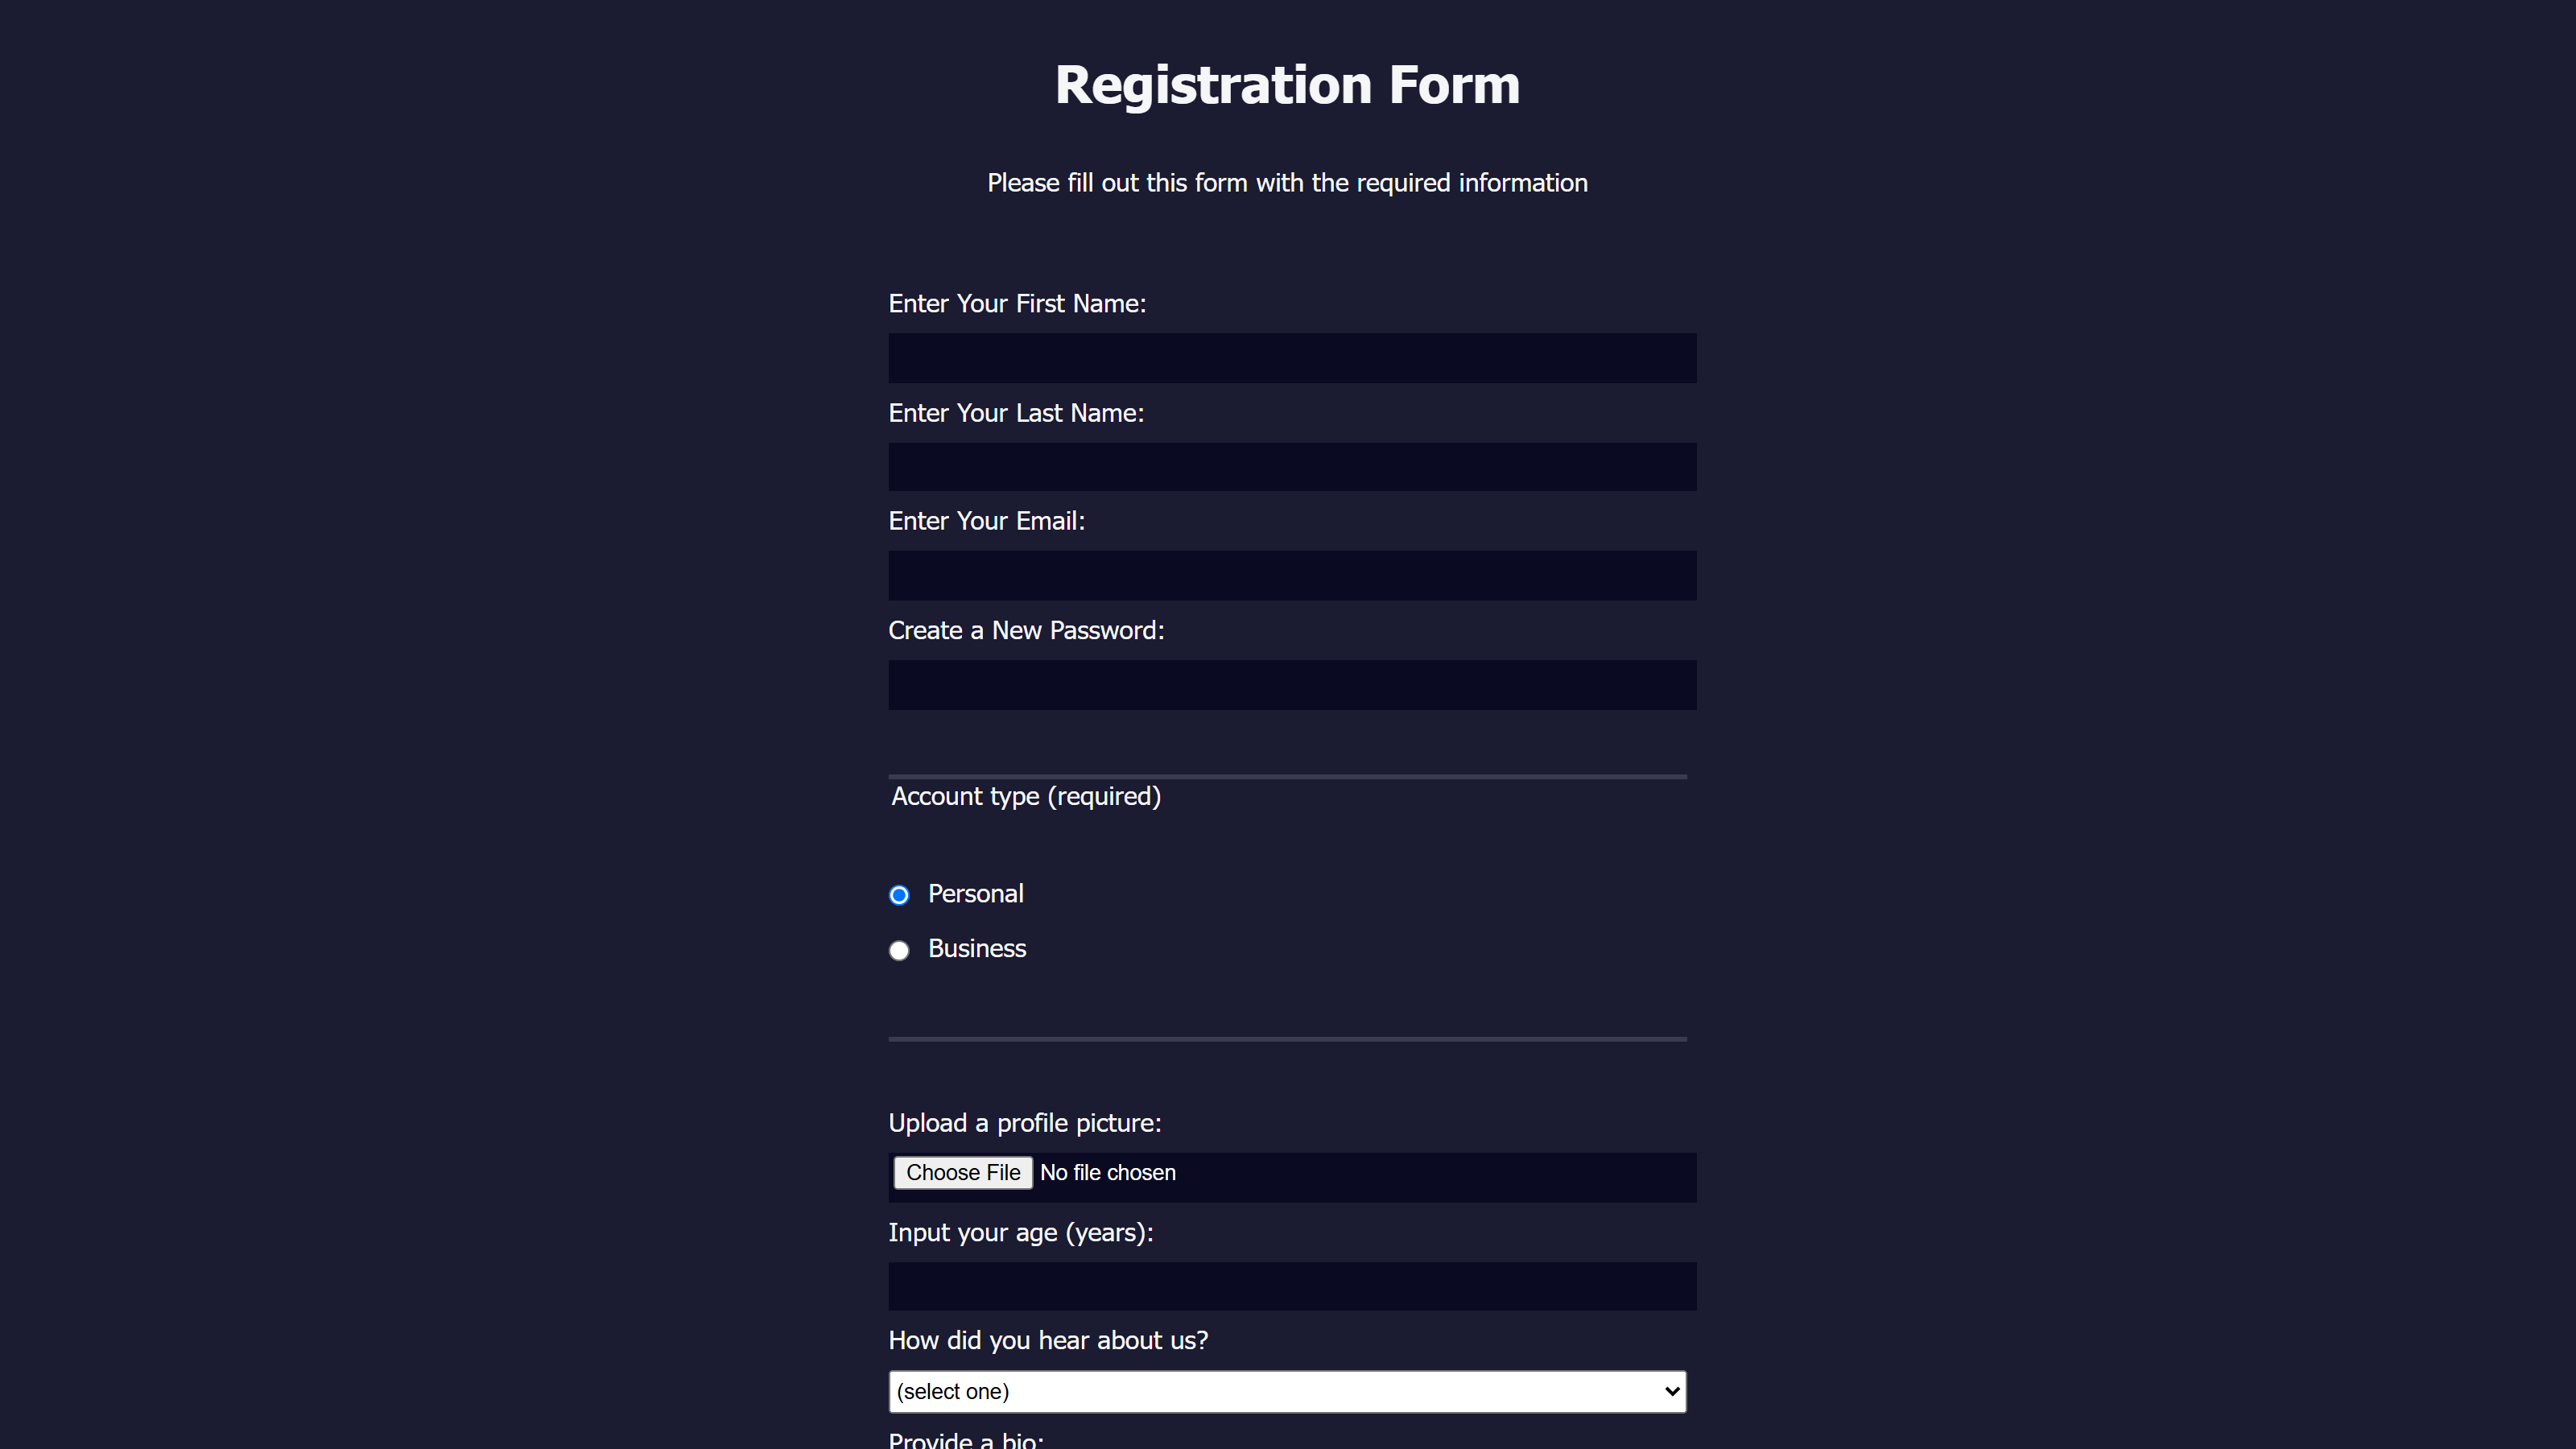 Registration Form
Please fill out this form with the required information
Enter Your First Name:
Enter Your Last Name:
Enter Your Email:
Create a New Password:
Account type (required)
Personal
Business
Upload a profile picture:
Choose File No file chosen
Input your age (years):
How did you hear about us?
(select one)
Provide a bio: